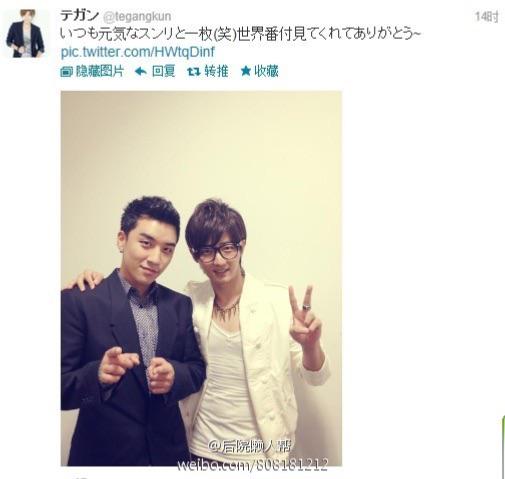 テガン @tegangkun 14时
いつも元気なスンリと一枚(笑)世界番付見てくれてありがとう~
pic.twitter.com/HWtqDinf
隐藏图片 回复 转推 收藏
@后院懒人帮
weibo.com/808181212